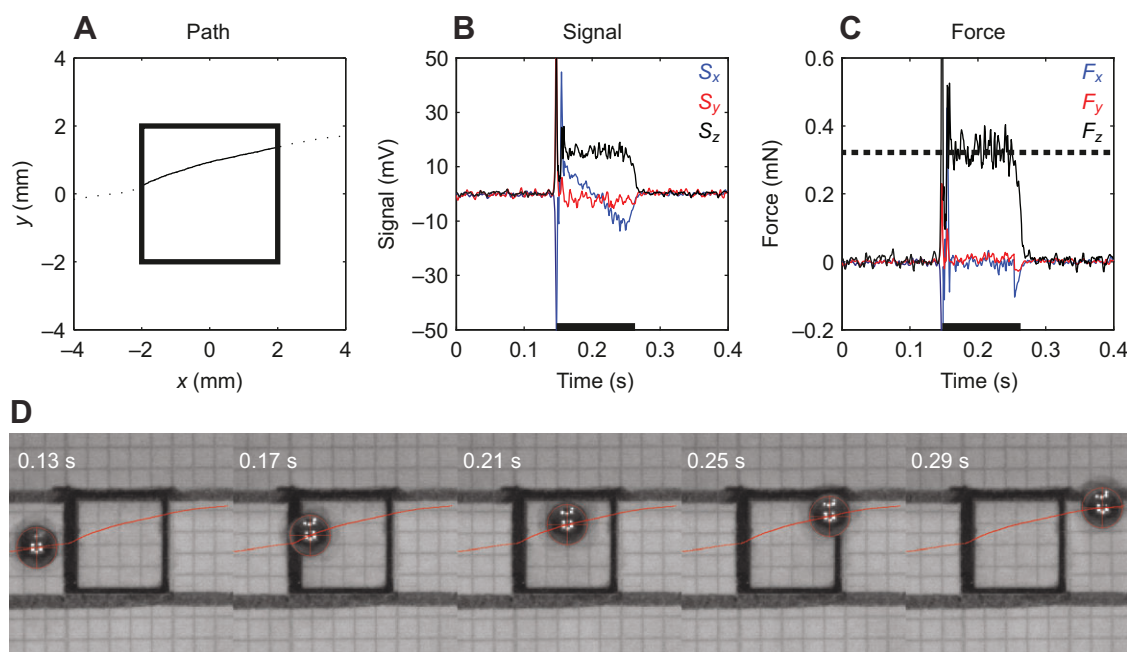 A
Path
y (mm)
4
2
0
–2
–4
–4
–2
0
2
4
x (mm)
B
Signal
Signal (mV)
50
30
10
–10
–30
–50
0
0.1
0.2
0.3
0.4
Time (s)
Sx
Sy
Sz
C
Force
Force (mN)
0.6
0.4
0.2
0
–0.2
0
0.1
0.2
0.3
0.4
Time (s)
Fx
Fy
Fz
D
0.13 s
0.17 s
0.21 s
0.25 s
0.29 s